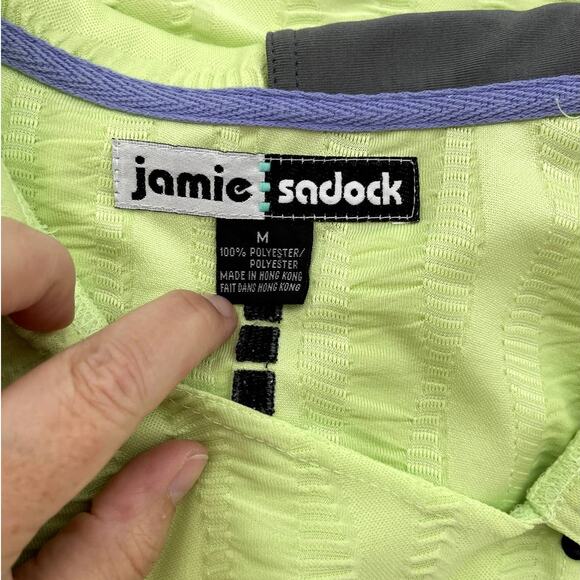 jamie sadock
M
100% POLYESTER/
POLYESTER
MADE IN HONG KONG
FAIT DANS HONG KONG